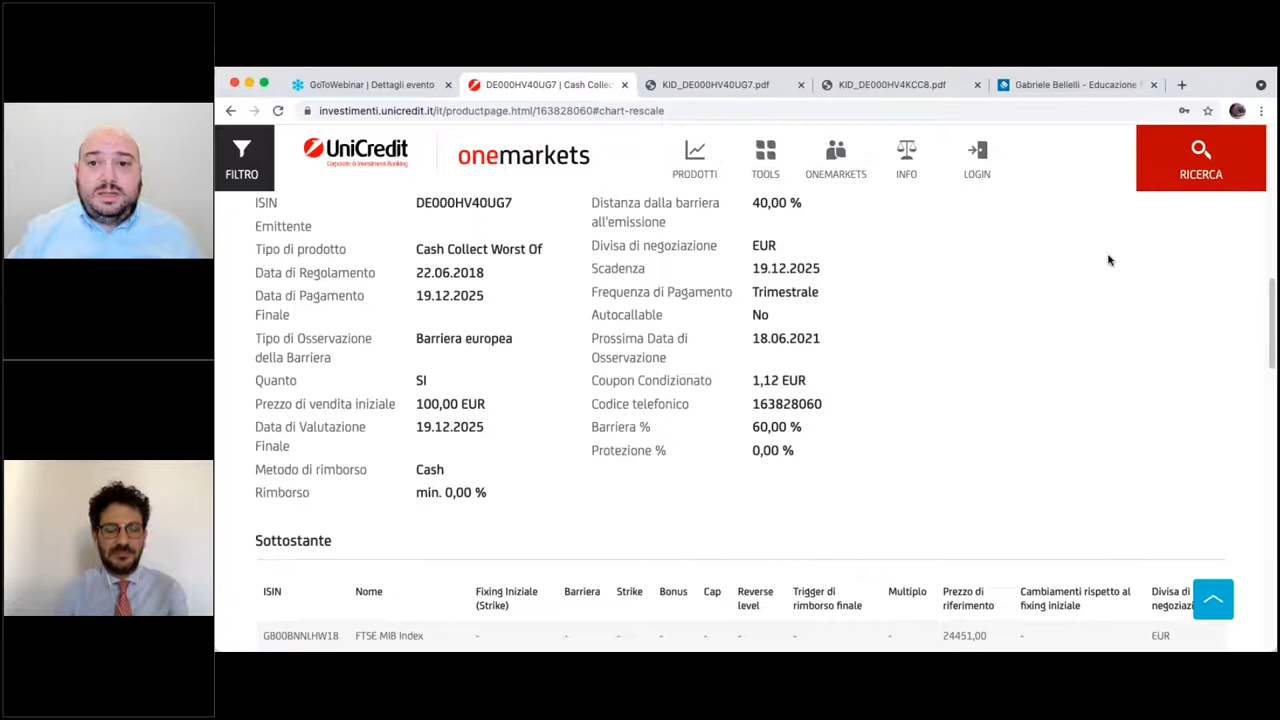 GoToWebinar | Dettagli evento
DE000HV40UG7 | Cash Collec
KID_DE000HV40UG7.pdf
KID_DE000HV4KCC8.pdf
Gabriele Bellelli - Educazione
investimenti.unicredit.it/it/productpage.html/163828060#chart-rescale
FILTRO
UniCredit
Corporate & Investment Banking
onemarkets
PRODOTTI
TOOLS
ONEMARKETS
INFO
LOGIN
RICERCA
ISIN DE000HV40UG7
Emittente
Tipo di prodotto Cash Collect Worst Of
Data di Regolamento 22.06.2018
Data di Pagamento 19.12.2025
Finale
Tipo di Osservazione Barriera europea
della Barriera
Quanto SI
Prezzo di vendita iniziale 100,00 EUR
Data di Valutazione 19.12.2025
Finale
Metodo di rimborso Cash
Rimborso min. 0,00 %
Distanza dalla barriera 40,00 %
all'emissione
Divisa di negoziazione EUR
Scadenza 19.12.2025
Frequenza di Pagamento Trimestrale
Autocallable No
Prossima Data di 18.06.2021
Osservazione
Coupon Condizionato 1,12 EUR
Codice telefonico 163828060
Barriera % 60,00 %
Protezione % 0,00 %
Sottostante
ISIN Nome Fixing Iniziale Barriera Strike Bonus Cap Reverse Trigger di Multiplo Prezzo di Cambiamenti rispetto al Divisa di
(Strike) level rimborso finale riferimento fixing iniziale negoziazi
GB00BNNLHW18 FTSE MIB Index - - - - - - - - 24451,00 - EUR